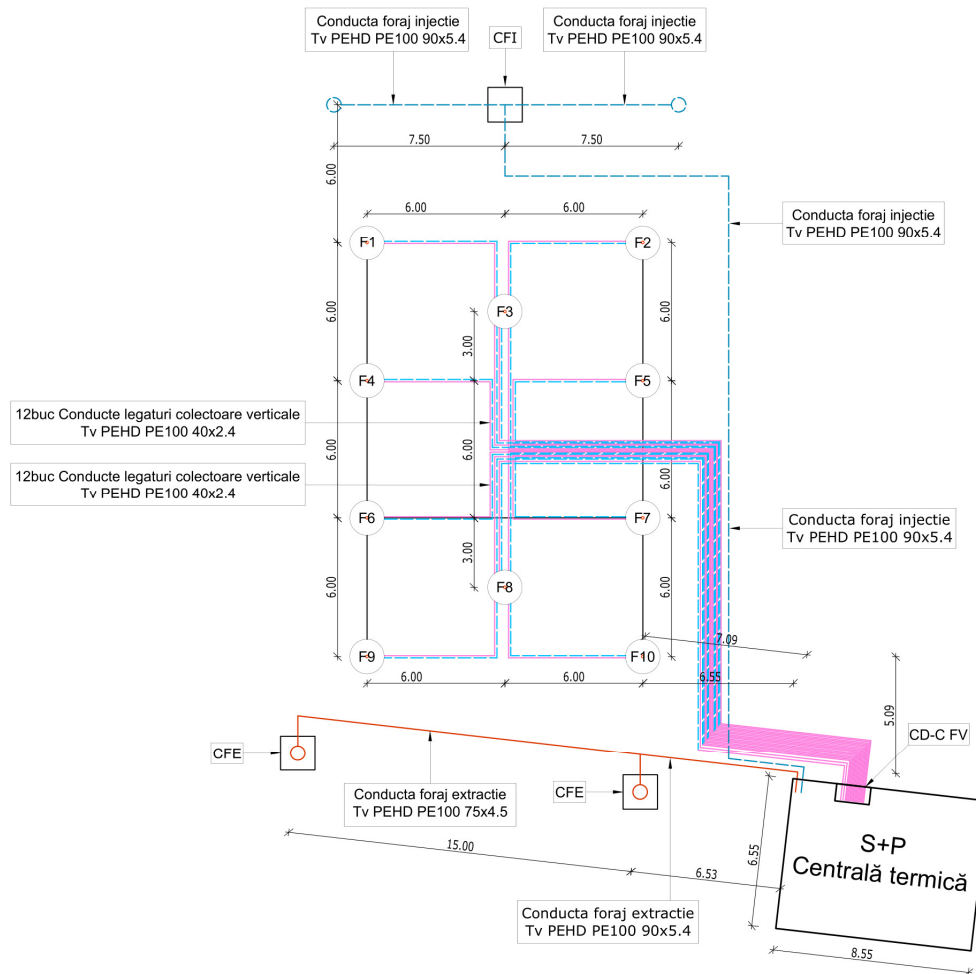 Conducta foraj injectie
Tv PEHD PE100 90x5.4
CFI
Conducta foraj injectie
Tv PEHD PE100 90x5.4
7.50
7.50
6.00
6.00
6.00
Conducta foraj injectie
Tv PEHD PE100 90x5.4
F1
F2
F3
6.00
3.00
6.00
F4
F5
12buc Conducte legaturi colectoare verticale
Tv PEHD PE100 40x2.4
6.00
6.00
6.00
12buc Conducte legaturi colectoare verticale
Tv PEHD PE100 40x2.4
F6
F7
Conducta foraj injectie
Tv PEHD PE100 90x5.4
3.00
6.00
6.00
F8
7.09
F9
F10
6.00
6.00
6.55
5.09
CD-C FV
CFE
CFE
Conducta foraj extractie
Tv PEHD PE100 75x4.5
15.00
6.53
6.55
S+P
Centrală termică
Conducta foraj extractie
Tv PEHD PE100 90x5.4
8.55